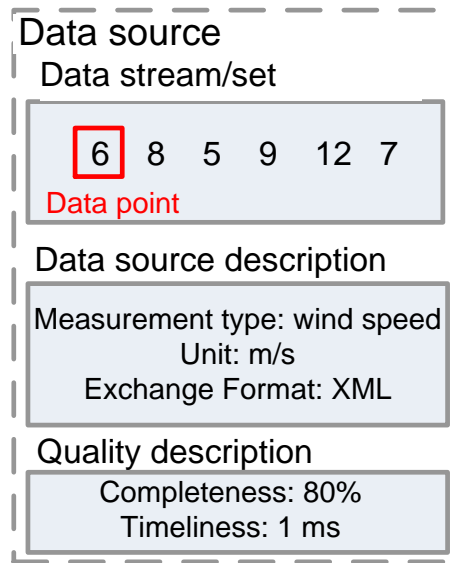 Data source
Data stream/set
6 8 5 9 12 7
Data point
Data source description
Measurement type: wind speed
Unit: m/s
Exchange Format: XML
Quality description
Completeness: 80%
Timeliness: 1 ms